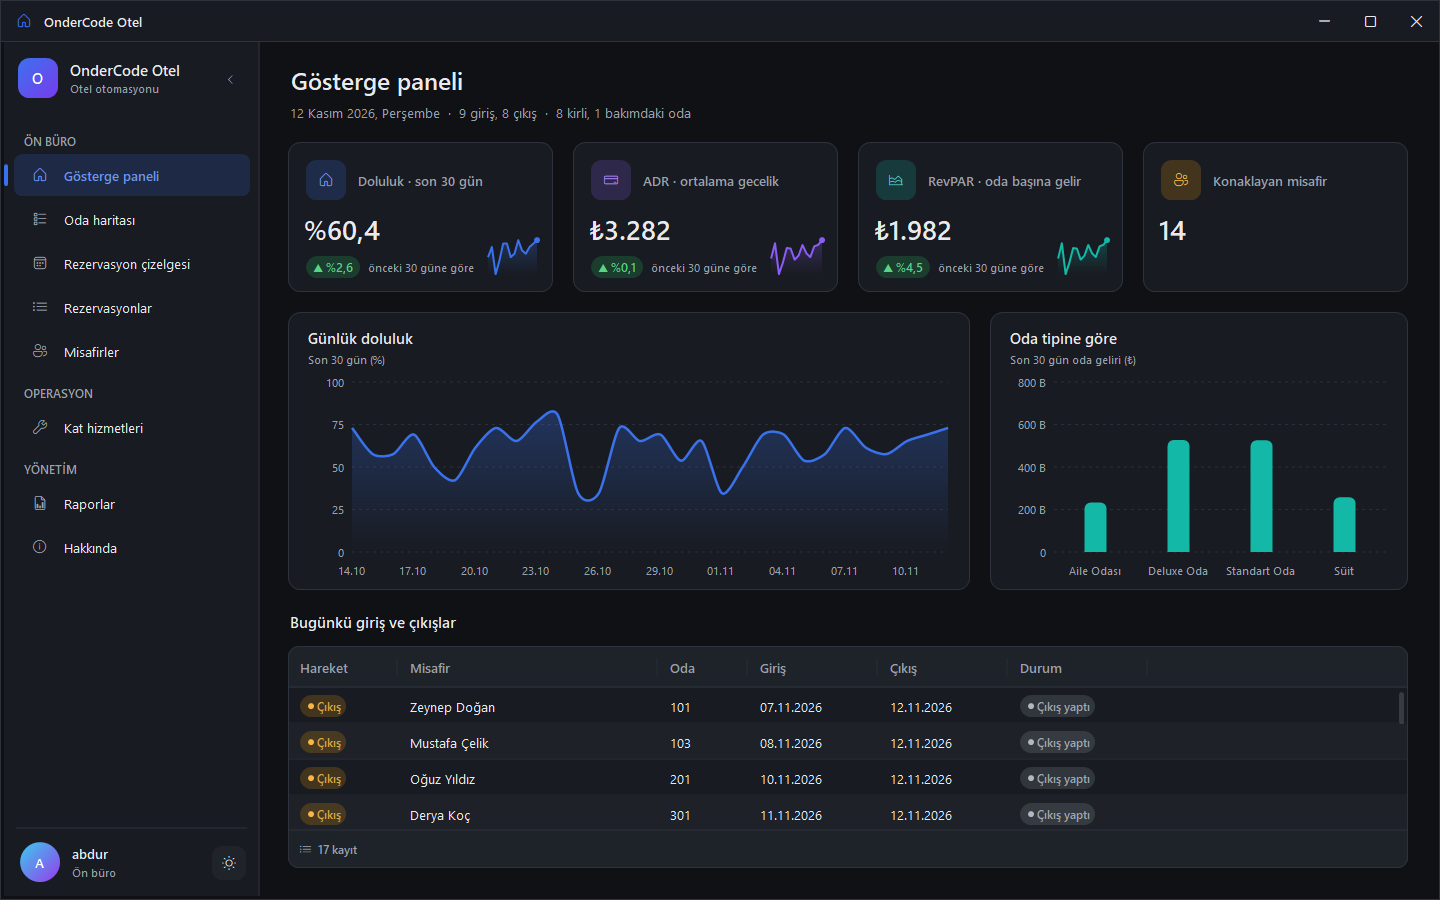 OnderCode Otel
O
OnderCode Otel
Otel otomasyonu
ÖN BÜRO
Gösterge paneli
Oda haritası
Rezervasyon çizelgesi
Rezervasyonlar
Misafirler
OPERASYON
Kat hizmetleri
YÖNETİM
Raporlar
Hakkında
A
abdur
Ön büro
Gösterge paneli
12 Kasım 2026, Perşembe · 9 giriş, 8 çıkış · 8 kirli, 1 bakımdaki oda
Doluluk · son 30 gün
%60,4
▲ %2,6 önceki 30 güne göre
ADR · ortalama gecelik
₺3.282
▲ %0,1 önceki 30 güne göre
RevPAR · oda başına gelir
₺1.982
▲ %4,5 önceki 30 güne göre
Konaklayan misafir
14
Günlük doluluk
Son 30 gün (%)
100
75
50
25
0
14.10 17.10 20.10 23.10 26.10 29.10 01.11 04.11 07.11 10.11
Oda tipine göre
Son 30 gün oda geliri (₺)
800 B
600 B
400 B
200 B
0
Aile Odası Deluxe Oda Standart Oda Süit
Bugünkü giriş ve çıkışlar
Hareket Misafir Oda Giriş Çıkış Durum
Çıkış Zeynep Doğan 101 07.11.2026 12.11.2026 Çıkış yaptı
Çıkış Mustafa Çelik 103 08.11.2026 12.11.2026 Çıkış yaptı
Çıkış Oğuz Yıldız 201 10.11.2026 12.11.2026 Çıkış yaptı
Çıkış Derya Koç 301 11.11.2026 12.11.2026 Çıkış yaptı
17 kayıt